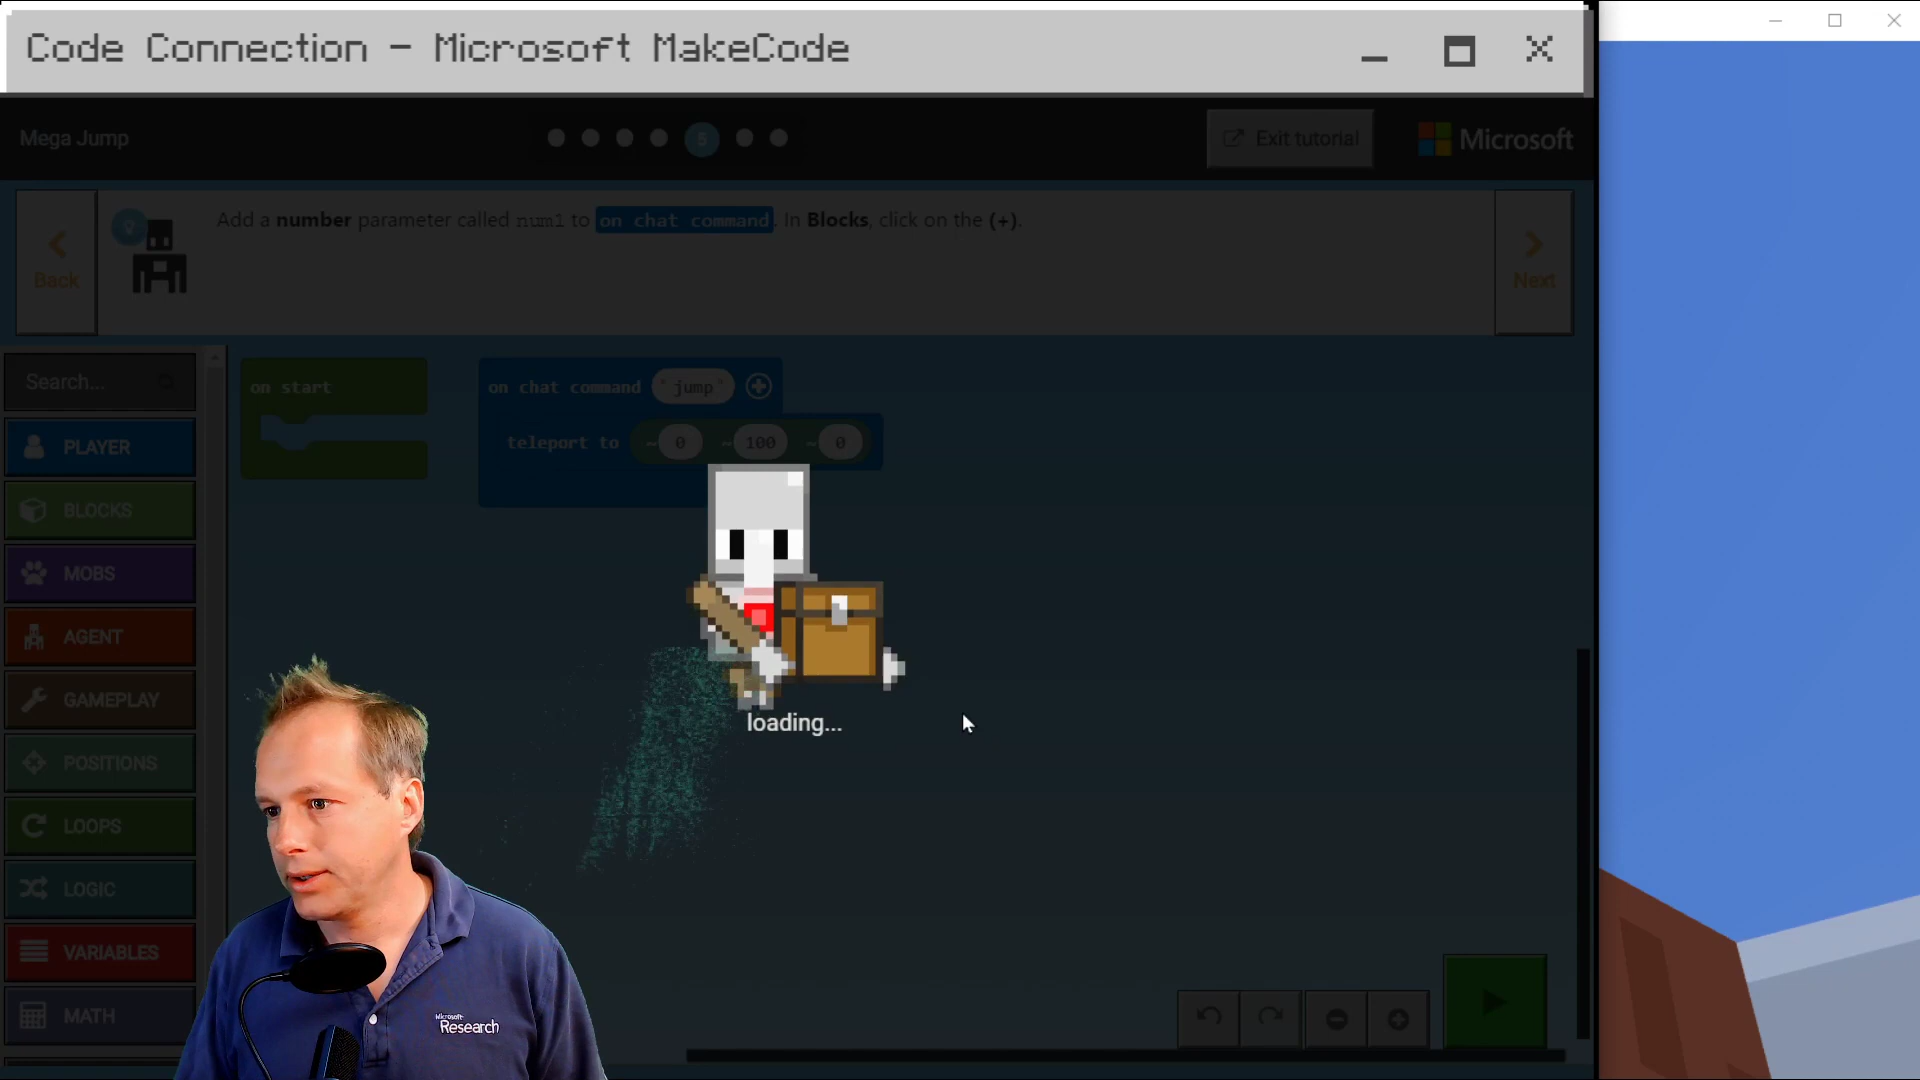 Code Connection - Microsoft MakeCode
Mega Jump
5
Exit tutorial
Microsoft
Back
Add a number parameter called num1 to on chat command. In Blocks, click on the (+).
Next
Search...
on start
on chat command "jump"
teleport to ~0 ~100 ~0
PLAYER
BLOCKS
MOBS
AGENT
GAMEPLAY
POSITIONS
LOOPS
LOGIC
VARIABLES
MATH
loading...
Microsoft
Research